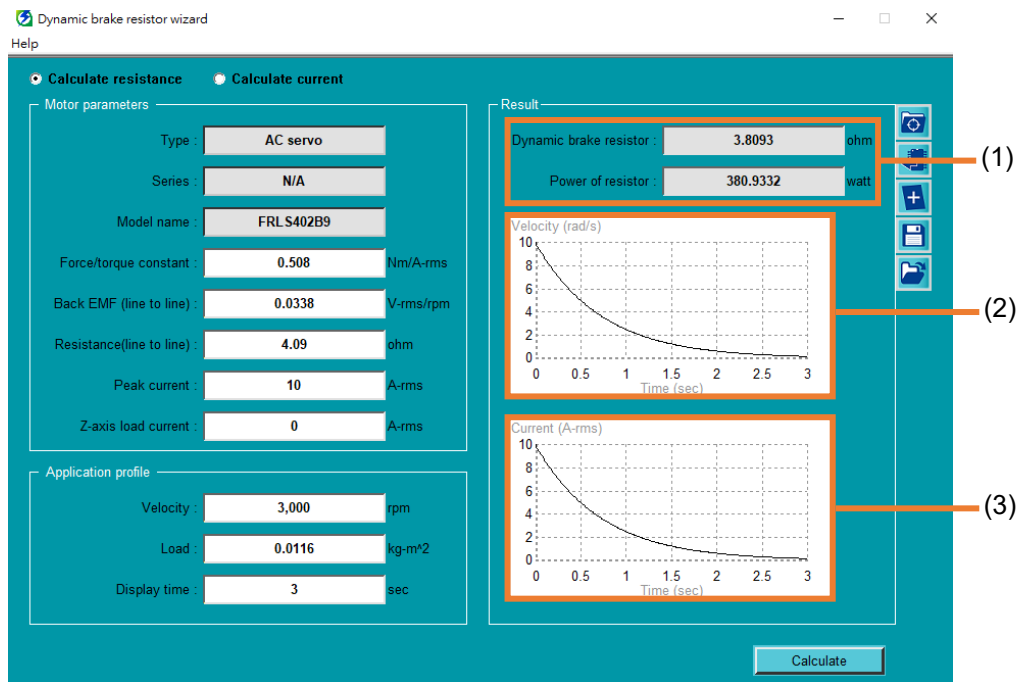 Dynamic brake resistor wizard
Help
Calculate resistance Calculate current
Motor parameters
Type : AC servo
Series : N/A
Model name : FRLS402B9
Force/torque constant : 0.508 Nm/A-rms
Back EMF (line to line) : 0.0338 V-rms/rpm
Resistance(line to line) : 4.09 ohm
Peak current : 10 A-rms
Z-axis load current : 0 A-rms
Application profile
Velocity : 3,000 rpm
Load : 0.0116 kg-m^2
Display time : 3 sec
Result
Dynamic brake resistor : 3.8093 ohm
Power of resistor : 380.9332 watt
(1)
Velocity (rad/s)
10
8
6
4
2
0
0 0.5 1 1.5 2 2.5 3
Time (sec)
(2)
Current (A-rms)
10
8
6
4
2
0
0 0.5 1 1.5 2 2.5 3
Time (sec)
(3)
Calculate